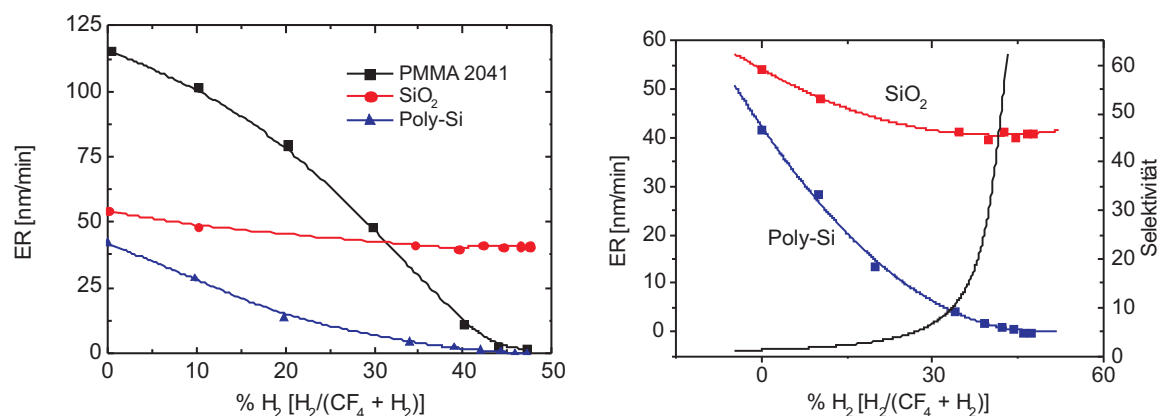 125
100
75
50
25
0
ER [nm/min]
PMMA 2041
SiO₂
Poly-Si
0 10 20 30 40 50
% H₂ [H₂/(CF₄ + H₂)]
60
50
40
30
20
10
0
ER [nm/min]
SiO₂
Poly-Si
60
50
40
30
20
10
0
Selektivität
0 30 60
% H₂ [H₂/(CF₄ + H₂)]